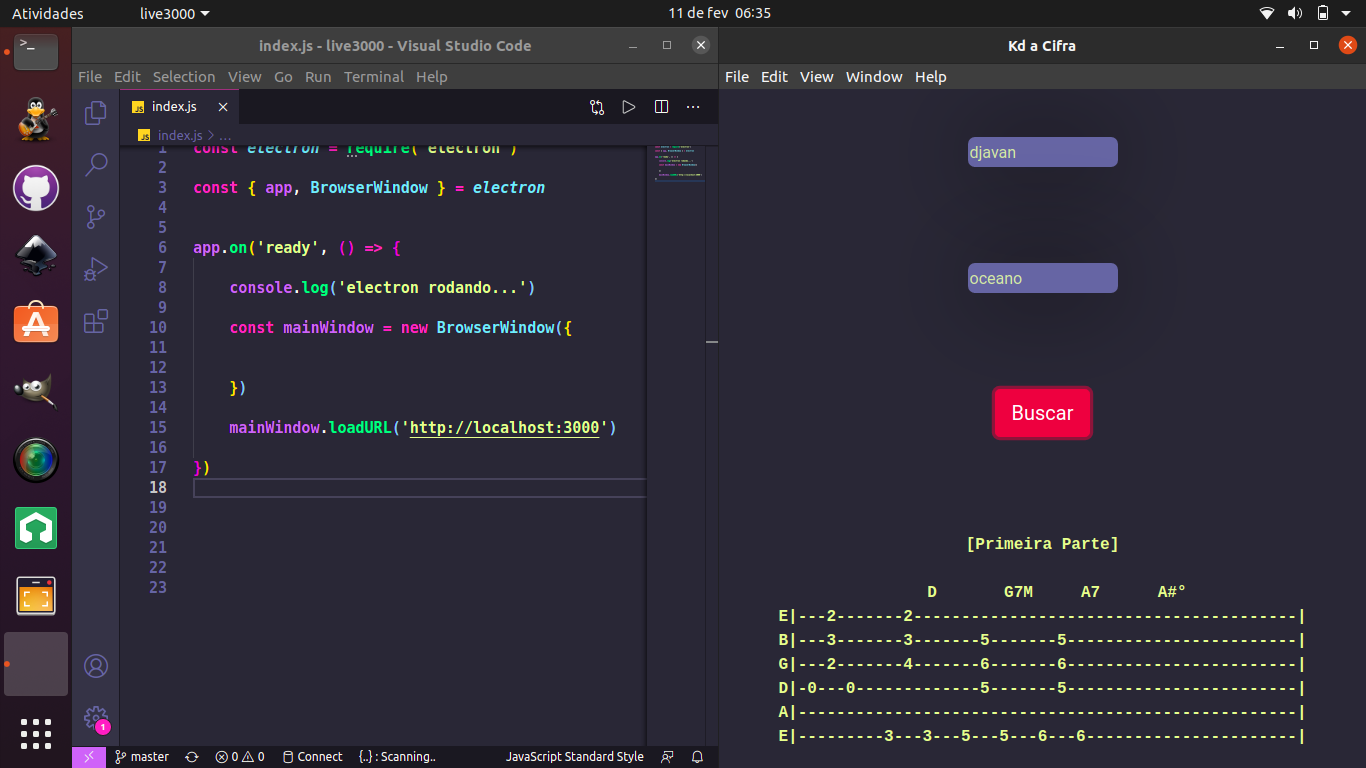 Atividades
live3000
11 de fev 06:35
index.js - live3000 - Visual Studio Code
File Edit Selection View Go Run Terminal Help
index.js
index.js > ...
1 const electron = require('electron')
2
3 const { app, BrowserWindow } = electron
4
5
6 app.on('ready', () => {
7
8 console.log('electron rodando...')
9
10 const mainWindow = new BrowserWindow({
11
12
13 })
14
15 mainWindow.loadURL('http://localhost:3000')
16
17 })
18
19
20
21
22
23
1
master
0 0
Connect
{..} : Scanning..
JavaScript Standard Style
Kd a Cifra
File Edit View Window Help
djavan
oceano
Buscar
[Primeira Parte]
D G7M A7 A#°
E|---2-------2----------------------------------------|
B|---3-------3-------5-------5------------------------|
G|---2-------4-------6-------6------------------------|
D|-0---0-------------5-------5------------------------|
A|----------------------------------------------------|
E|---------3---3---5---5---6---6----------------------|